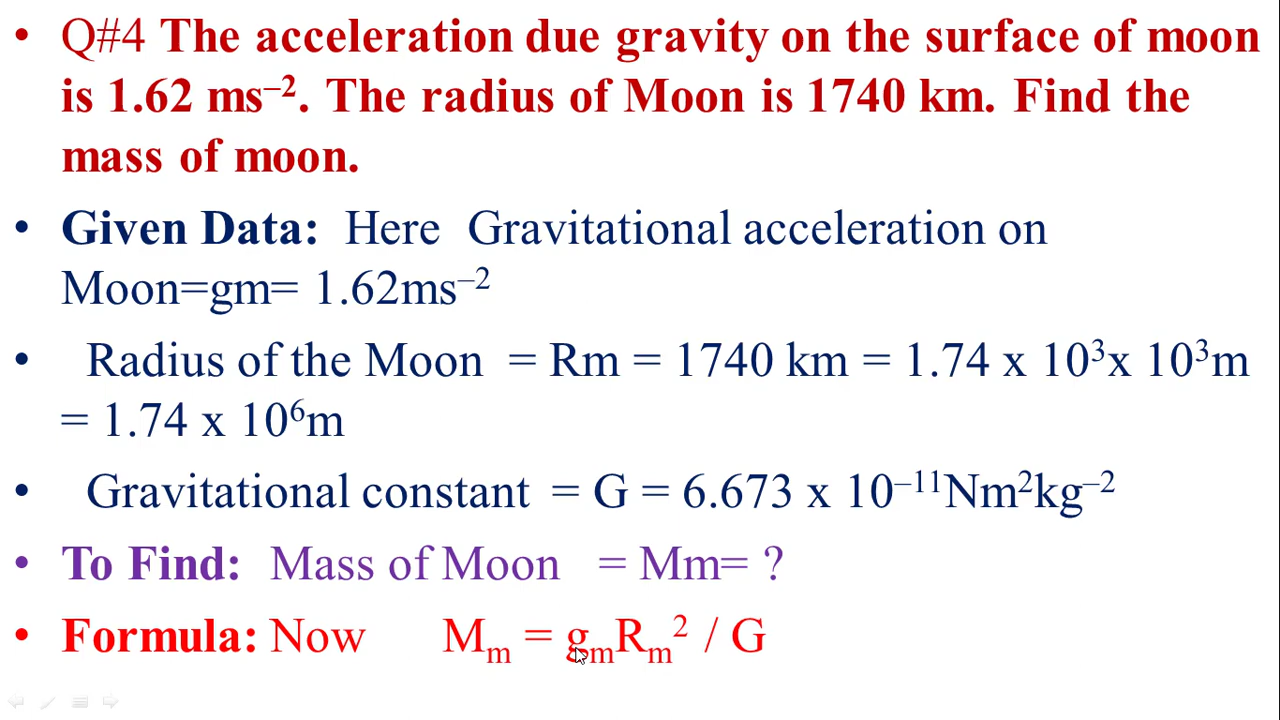 • Q#4 The acceleration due gravity on the surface of moon
is 1.62 ms⁻². The radius of Moon is 1740 km. Find the
mass of moon.
• Given Data: Here Gravitational acceleration on
Moon=gm= 1.62ms⁻²
• Radius of the Moon = Rm = 1740 km = 1.74 x 10³x 10³m
= 1.74 x 10⁶m
• Gravitational constant = G = 6.673 x 10⁻¹¹Nm²kg⁻²
• To Find: Mass of Moon = Mm= ?
• Formula: Now Mₘ = gₘRₘ² / G